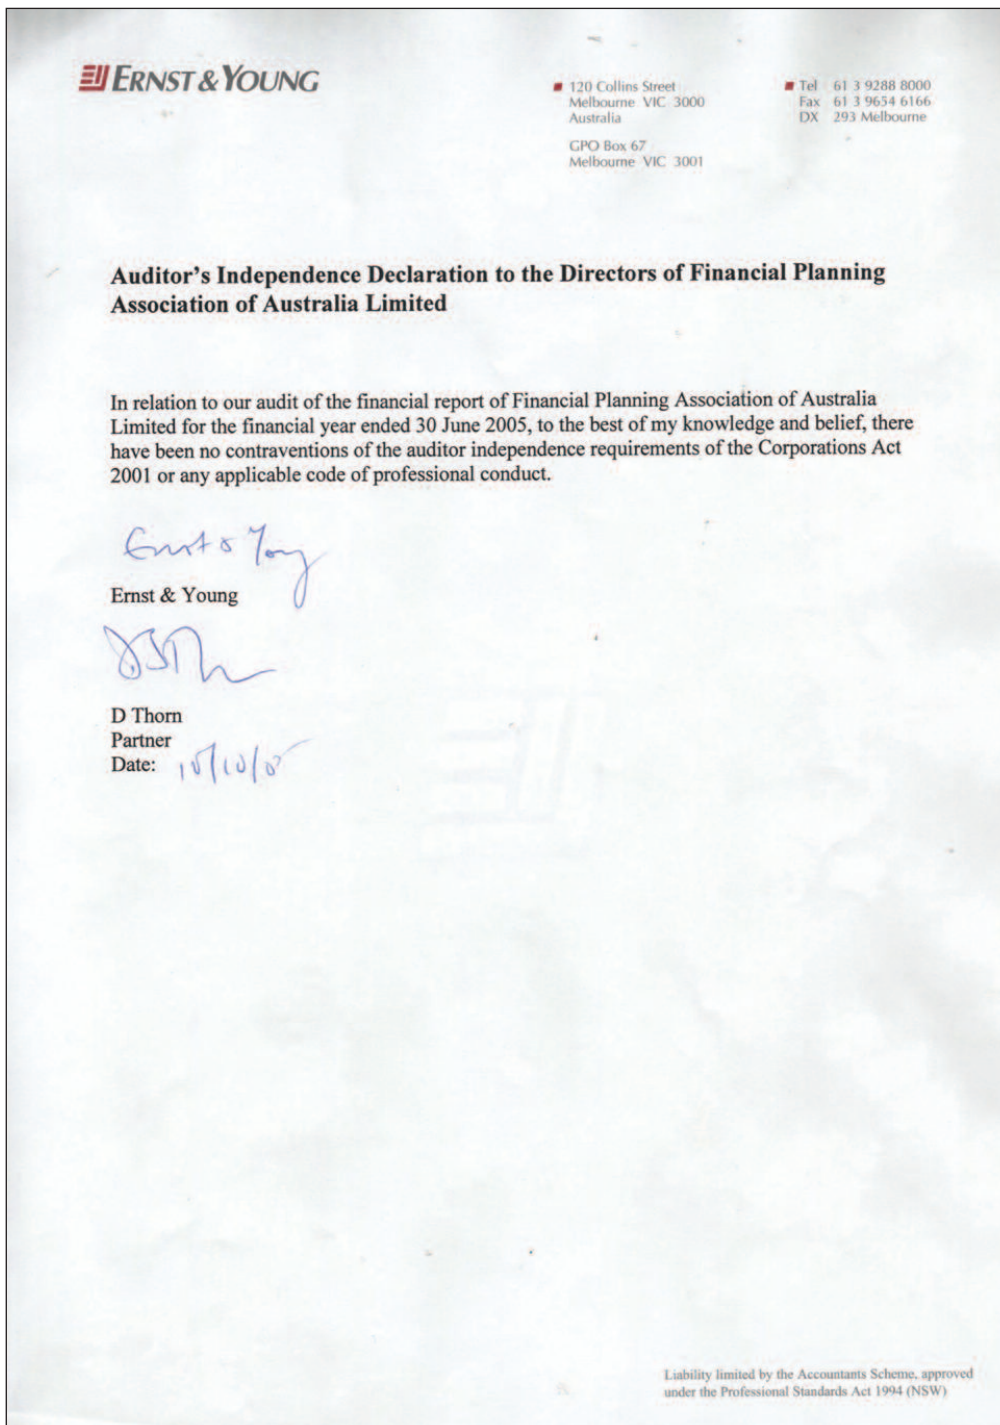 ERNST & YOUNG
120 Collins Street
Melbourne VIC 3000
Australia
GPO Box 67
Melbourne VIC 3001
Tel 61 3 9288 8000
Fax 61 3 9654 6166
DX 293 Melbourne
Auditor's Independence Declaration to the Directors of Financial Planning
Association of Australia Limited
In relation to our audit of the financial report of Financial Planning Association of Australia
Limited for the financial year ended 30 June 2005, to the best of my knowledge and belief, there
have been no contraventions of the auditor independence requirements of the Corporations Act
2001 or any applicable code of professional conduct.
Ernst & Young
Ernst & Young
D Thorn
Partner
Date:
Liability limited by the Accountants Scheme, approved
under the Professional Standards Act 1994 (NSW)